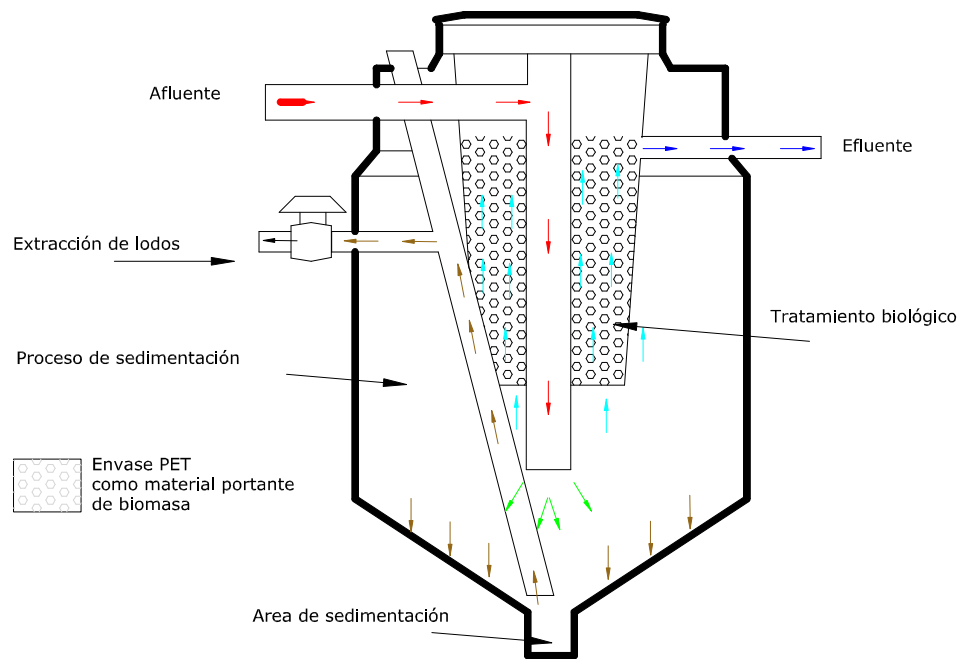 Afluente
Efluente
Extracción de lodos
Tratamiento biológico
Proceso de sedimentación
Envase PET
como material portante
de biomasa
Area de sedimentación